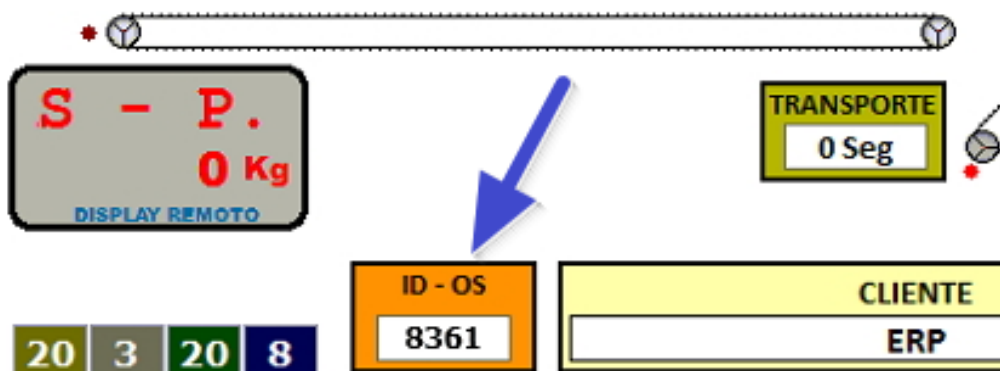 S - P.
0 Kg
DISPLAY REMOTO
TRANSPORTE
0 Seg
ID - OS
8361
CLIENTE
ERP
20 3 20 8